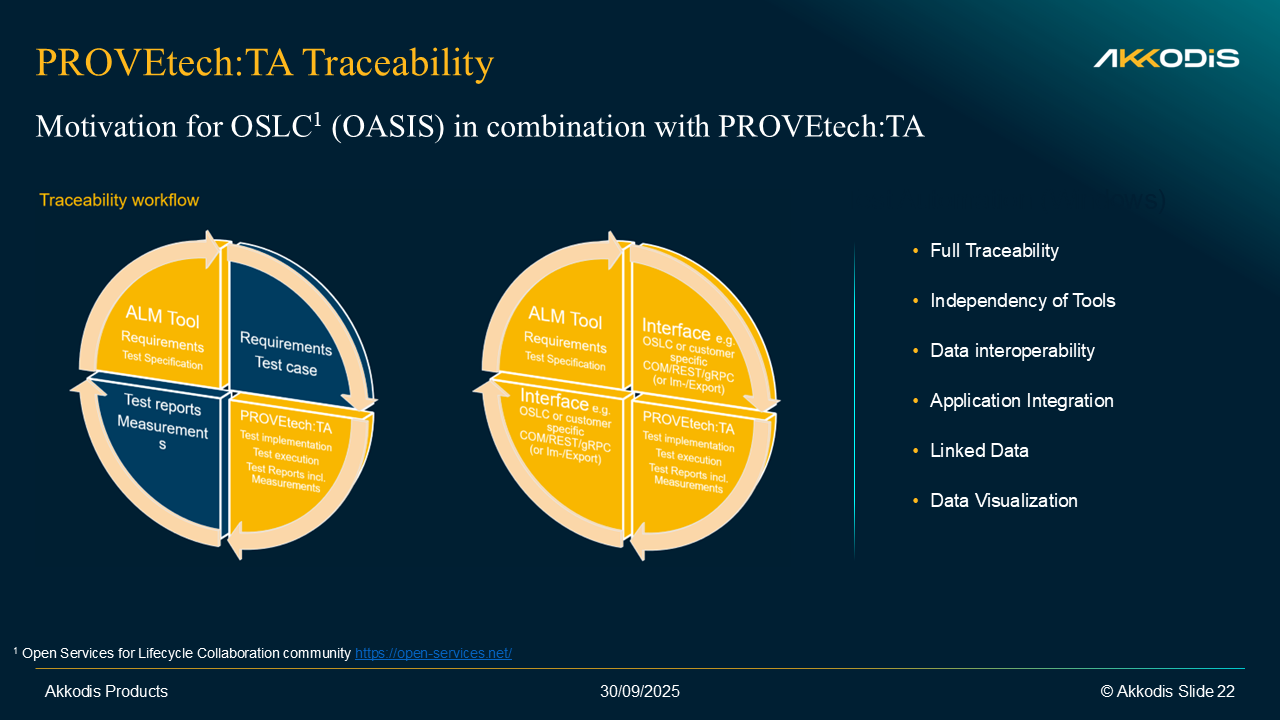 PROVEtech:TA Traceability
AKKODIS
Motivation for OSLC¹ (OASIS) in combination with PROVEtech:TA
Traceability workflow
ALM Tool
Requirements
Test Specification
Requirements
Test case
Test reports
Measurement
s
PROVEtech:TA
Test implementation
Test execution
Test Reports incl.
Measurements
ALM Tool
Requirements
Test Specification
Interface e.g.
OSLC or customer
specific
COM/REST/gRPC
(or Im-/Export)
Interface e.g.
OSLC or customer
specific
COM/REST/gRPC
(or Im-/Export)
PROVEtech:TA
Test implementation
Test execution
Test Reports incl.
Measurements
• Full Traceability
• Independency of Tools
• Data interoperability
• Application Integration
• Linked Data
• Data Visualization
¹ Open Services for Lifecycle Collaboration community https://open-services.net/
Akkodis Products
30/09/2025
© Akkodis Slide 22